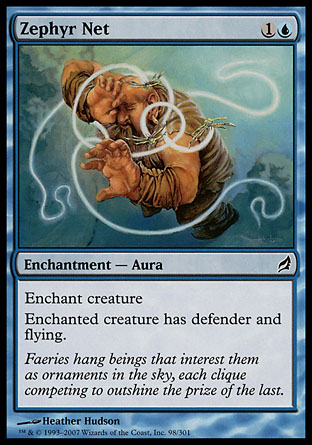 Zephyr Net 1
Enchantment — Aura
Enchant creature
Enchanted creature has defender and
flying.
Faeries hang beings that interest them
as ornaments in the sky, each clique
competing to outshine the prize of the last.
Heather Hudson
™ & © 1993–2007 Wizards of the Coast, Inc. 98/301